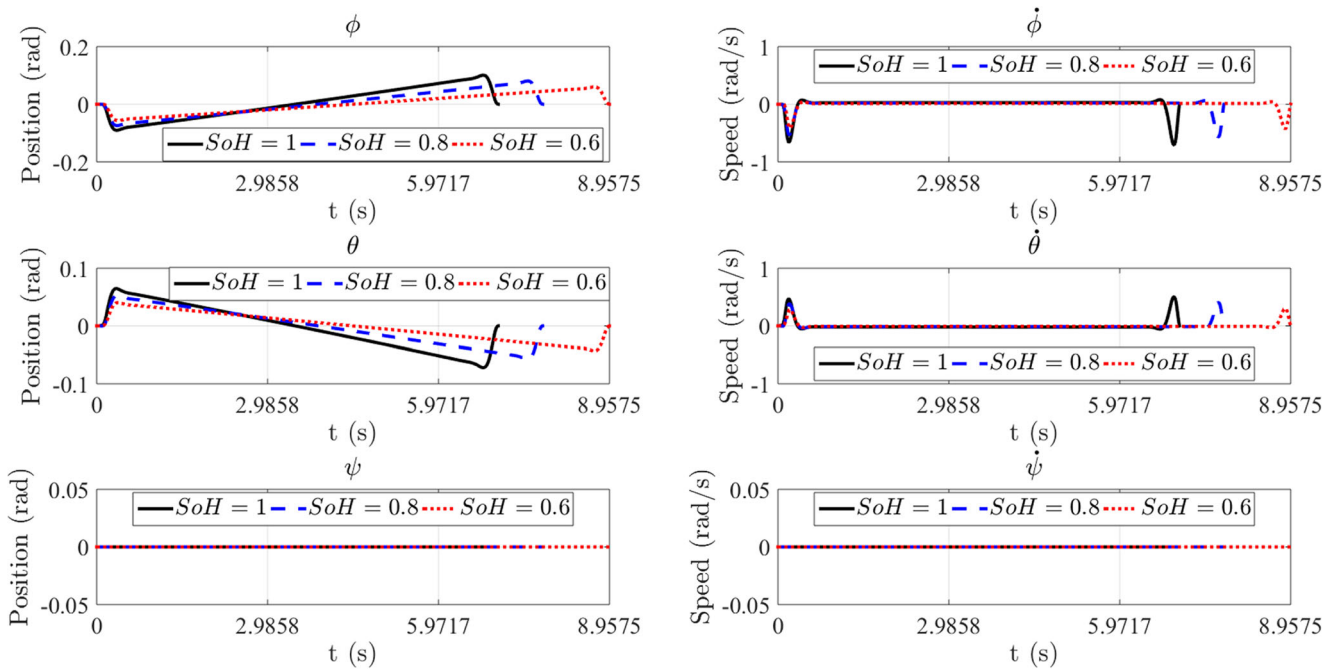 ϕ
Position (rad)
0.2
0
-0.2
SoH = 1 SoH = 0.8 SoH = 0.6
0 2.9858 5.9717 8.9575
t (s)
ϕ̇
Speed (rad/s)
1
0
-1
SoH = 1 SoH = 0.8 SoH = 0.6
0 2.9858 5.9717 8.9575
t (s)
θ
Position (rad)
0.1
0
-0.1
SoH = 1 SoH = 0.8 SoH = 0.6
0 2.9858 5.9717 8.9575
t (s)
θ̇
Speed (rad/s)
1
0
-1
SoH = 1 SoH = 0.8 SoH = 0.6
0 2.9858 5.9717 8.9575
t (s)
ψ
Position (rad)
0.05
0
-0.05
SoH = 1 SoH = 0.8 SoH = 0.6
0 2.9858 5.9717 8.9575
t (s)
ψ̇
Speed (rad/s)
0.05
0
-0.05
SoH = 1 SoH = 0.8 SoH = 0.6
0 2.9858 5.9717 8.9575
t (s)